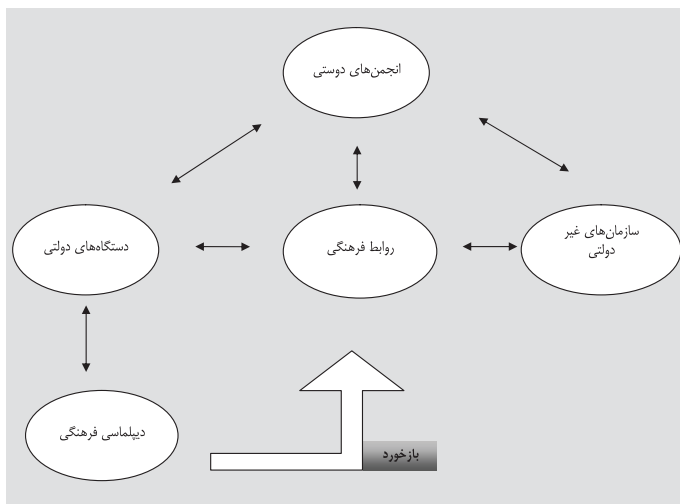 انجمن‌های دوستی
سازمان‌های غیر
دولتی
روابط فرهنگی
دستگاه‌های دولتی
دیپلماسی فرهنگی
بازخورد